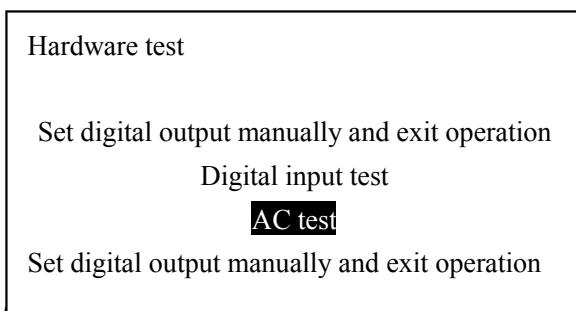 Hardware test
Set digital output manually and exit operation
Digital input test
AC test
Set digital output manually and exit operation